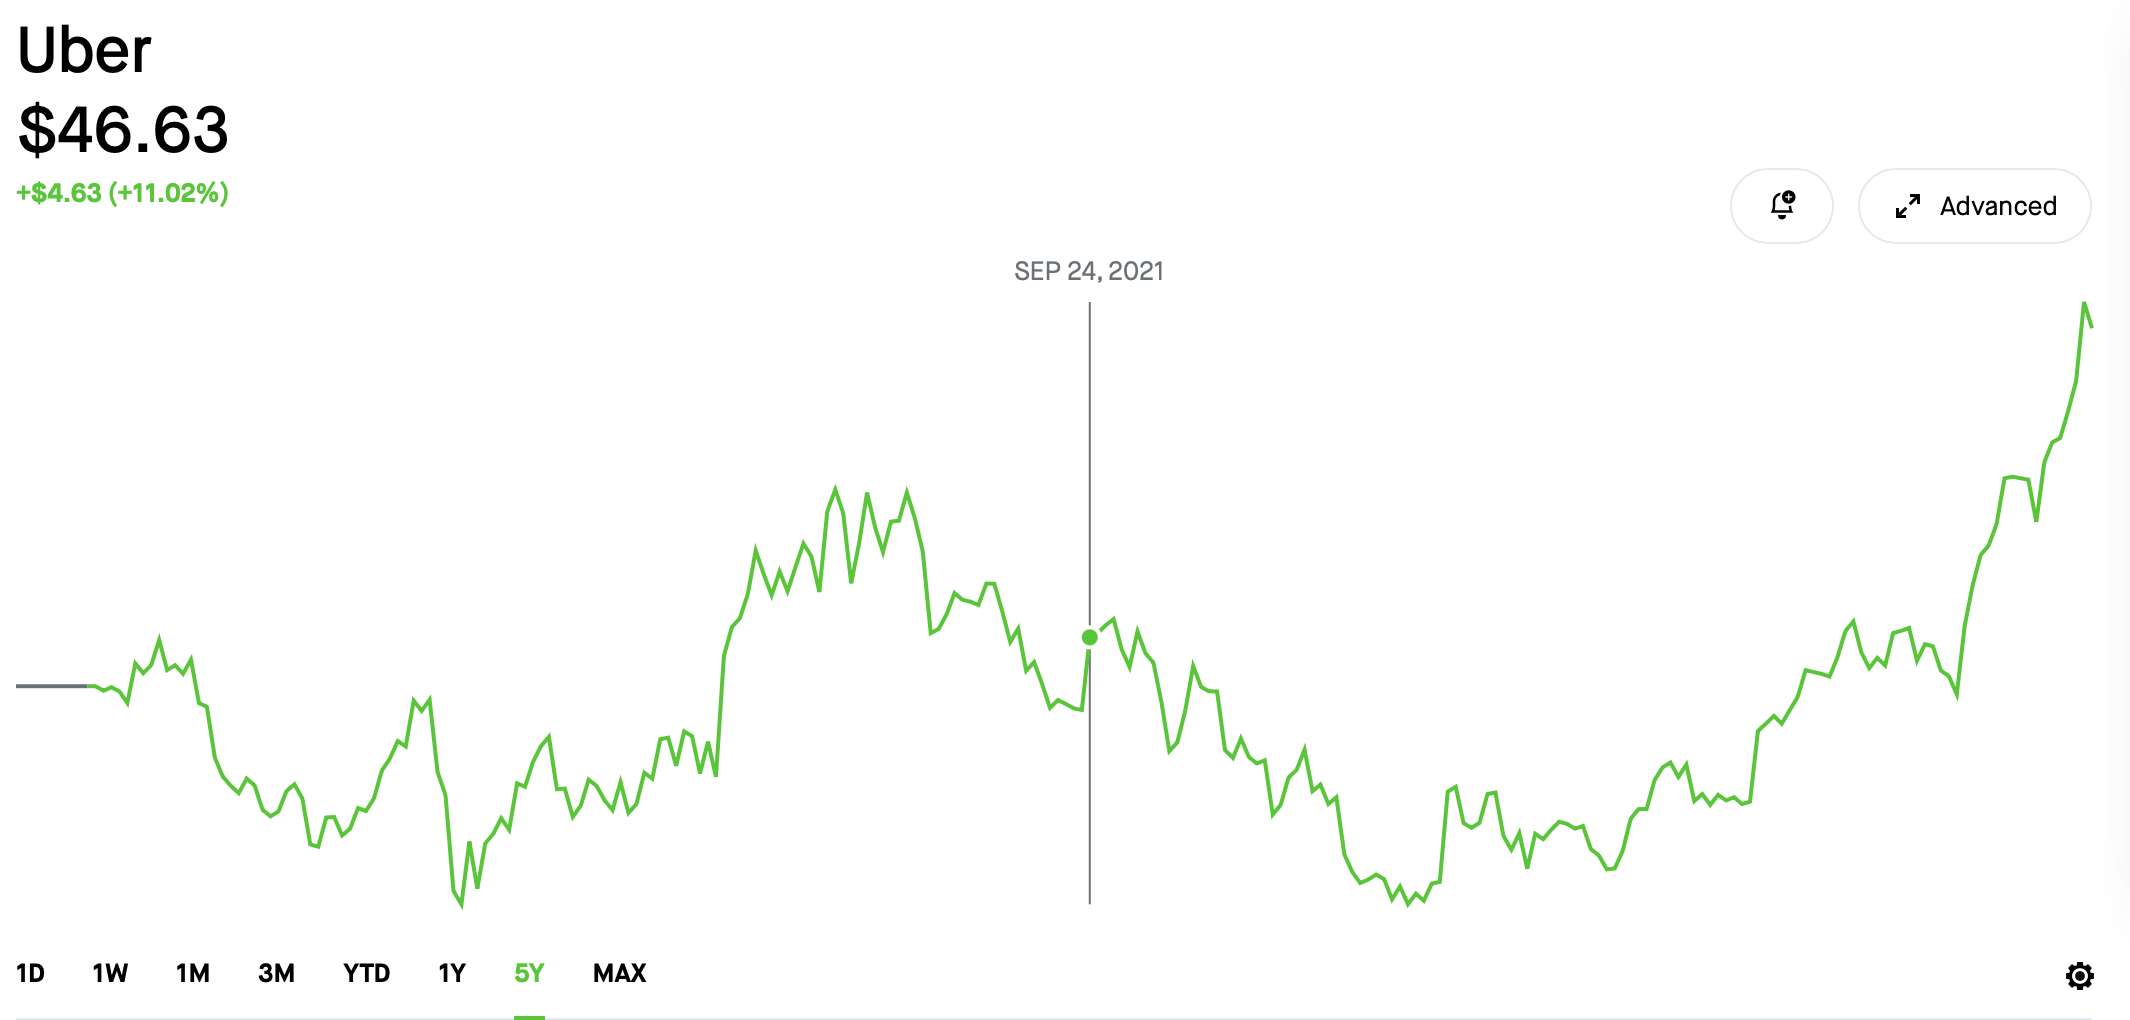 Uber
$46.63
+$4.63 (+11.02%)
Advanced
SEP 24, 2021
1D 1W 1M 3M YTD 1Y 5Y MAX